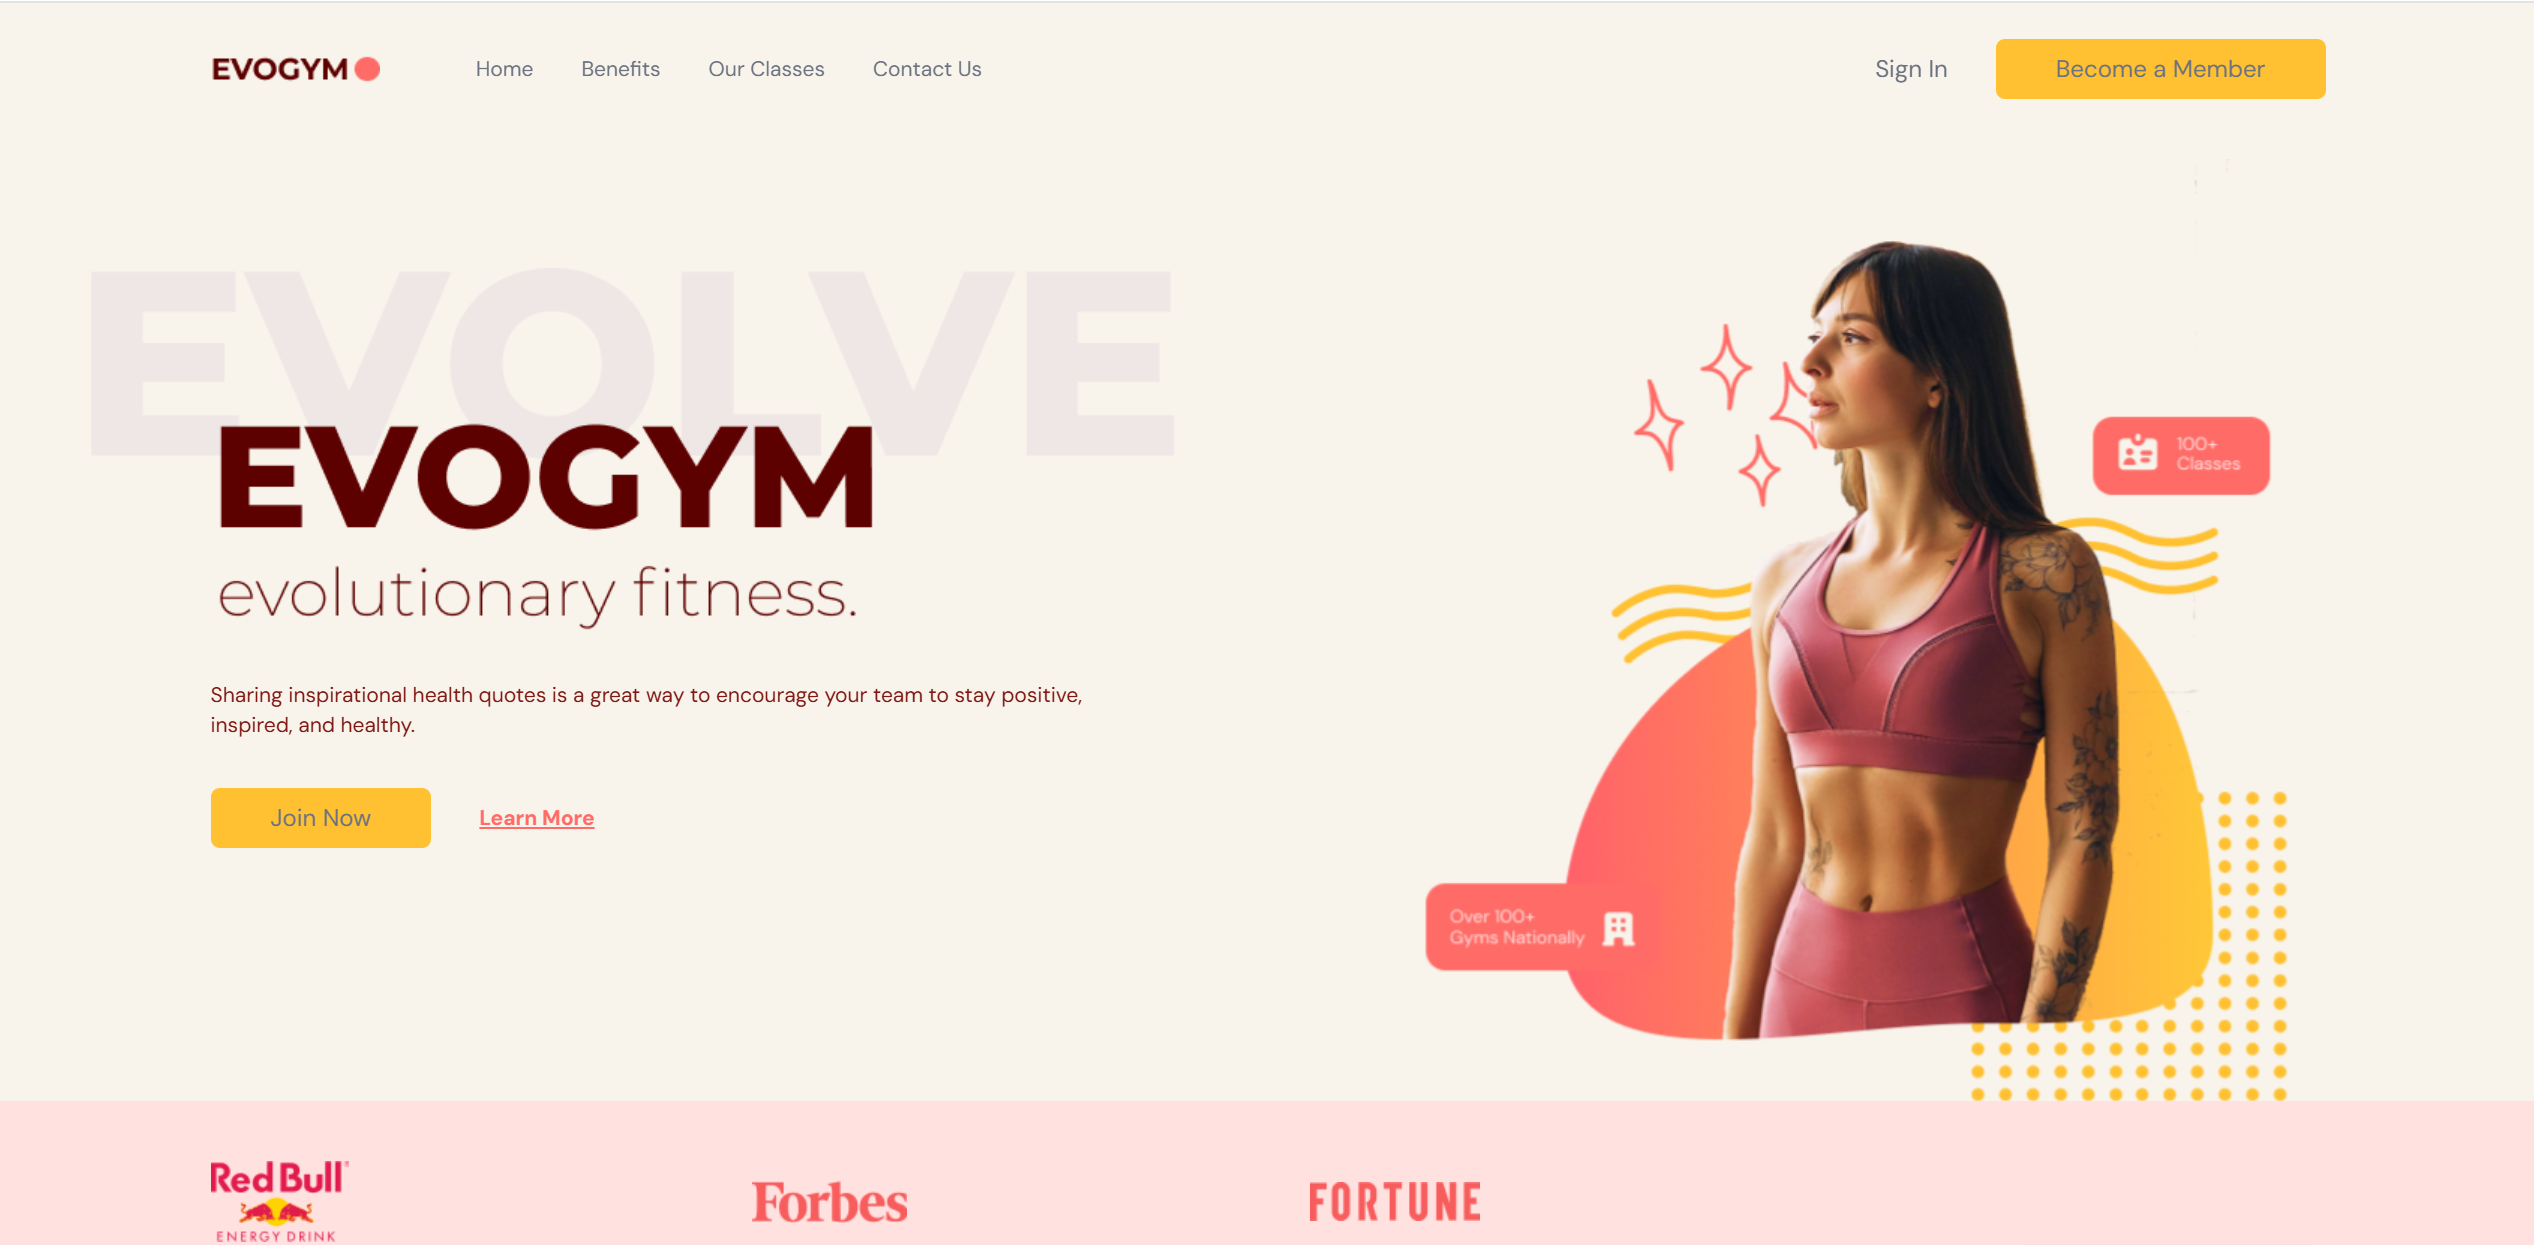 EVOGYM
Home
Benefits
Our Classes
Contact Us
Sign In
Become a Member
EVOLVE
EVOGYM
evolutionary fitness.
Sharing inspirational health quotes is a great way to encourage your team to stay positive,
inspired, and healthy.
Join Now
Learn More
100+
Classes
Over 100+
Gyms Nationally
Red Bull
ENERGY DRINK
Forbes
FORTUNE